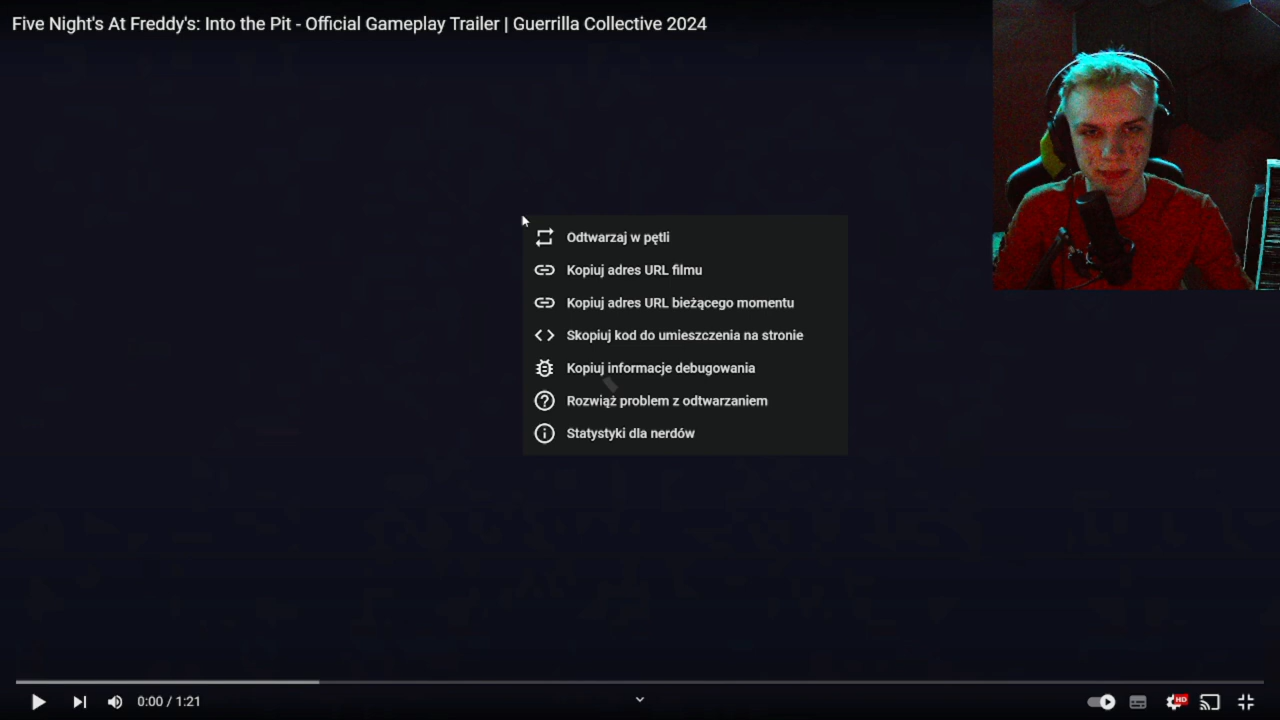 Five Night's At Freddy's: Into the Pit - Official Gameplay Trailer | Guerrilla Collective 2024
Odtwarzaj w pętli
Kopiuj adres URL filmu
Kopiuj adres URL bieżącego momentu
Skopiuj kod do umieszczenia na stronie
Kopiuj informacje debugowania
Rozwiąż problem z odtwarzaniem
Statystyki dla nerdów
0:00 / 1:21
HD